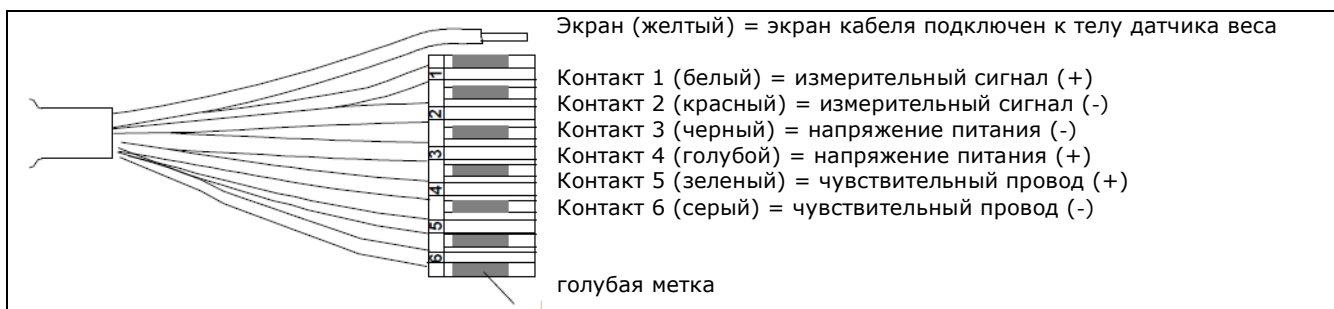 Экран (желтый) = экран кабеля подключен к телу датчика веса
Контакт 1 (белый) = измерительный сигнал (+)
Контакт 2 (красный) = измерительный сигнал (-)
Контакт 3 (черный) = напряжение питания (-)
Контакт 4 (голубой) = напряжение питания (+)
Контакт 5 (зеленый) = чувствительный провод (+)
Контакт 6 (серый) = чувствительный провод (-)
голубая метка
1
2
3
4
5
6